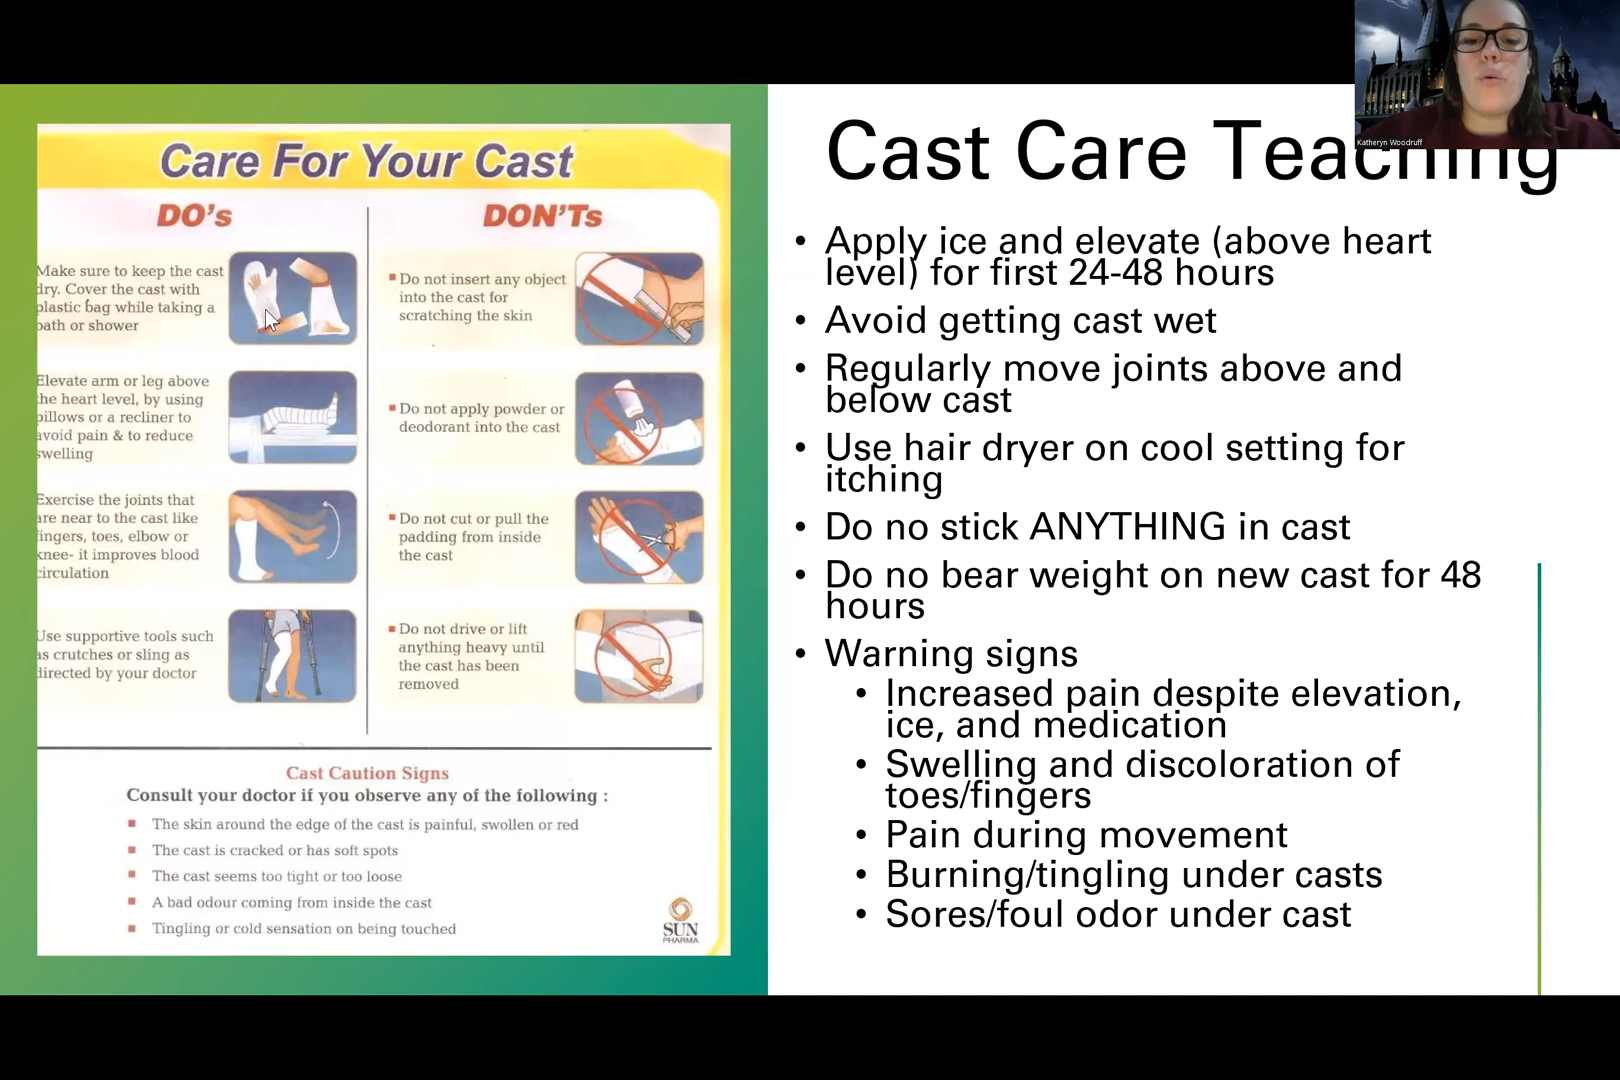 Care For Your Cast
DO's
Make sure to keep the cast
dry. Cover the cast with
plastic bag while taking a
bath or shower
Elevate arm or leg above
the heart level, by using
pillows or a recliner to
avoid pain & to reduce
swelling
Exercise the joints that
are near to the cast like
fingers, toes, elbow or
knee- it improves blood
circulation
Use supportive tools such
as crutches or sling as
directed by your doctor
DON'Ts
Do not insert any object
into the cast for
scratching the skin
Do not apply powder or
deodorant into the cast
Do not cut or pull the
padding from inside
the cast
Do not drive or lift
anything heavy until
the cast has been
removed
Cast Caution Signs
Consult your doctor if you observe any of the following :
The skin around the edge of the cast is painful, swollen or red
The cast is cracked or has soft spots
The cast seems too tight or too loose
A bad odour coming from inside the cast
Tingling or cold sensation on being touched
SUN
PHARMA
Katheryn Woodruff
Cast Care Teaching
• Apply ice and elevate (above heart
level) for first 24-48 hours
• Avoid getting cast wet
• Regularly move joints above and
below cast
• Use hair dryer on cool setting for
itching
• Do no stick ANYTHING in cast
• Do no bear weight on new cast for 48
hours
• Warning signs
• Increased pain despite elevation,
ice, and medication
• Swelling and discoloration of
toes/fingers
• Pain during movement
• Burning/tingling under casts
• Sores/foul odor under cast